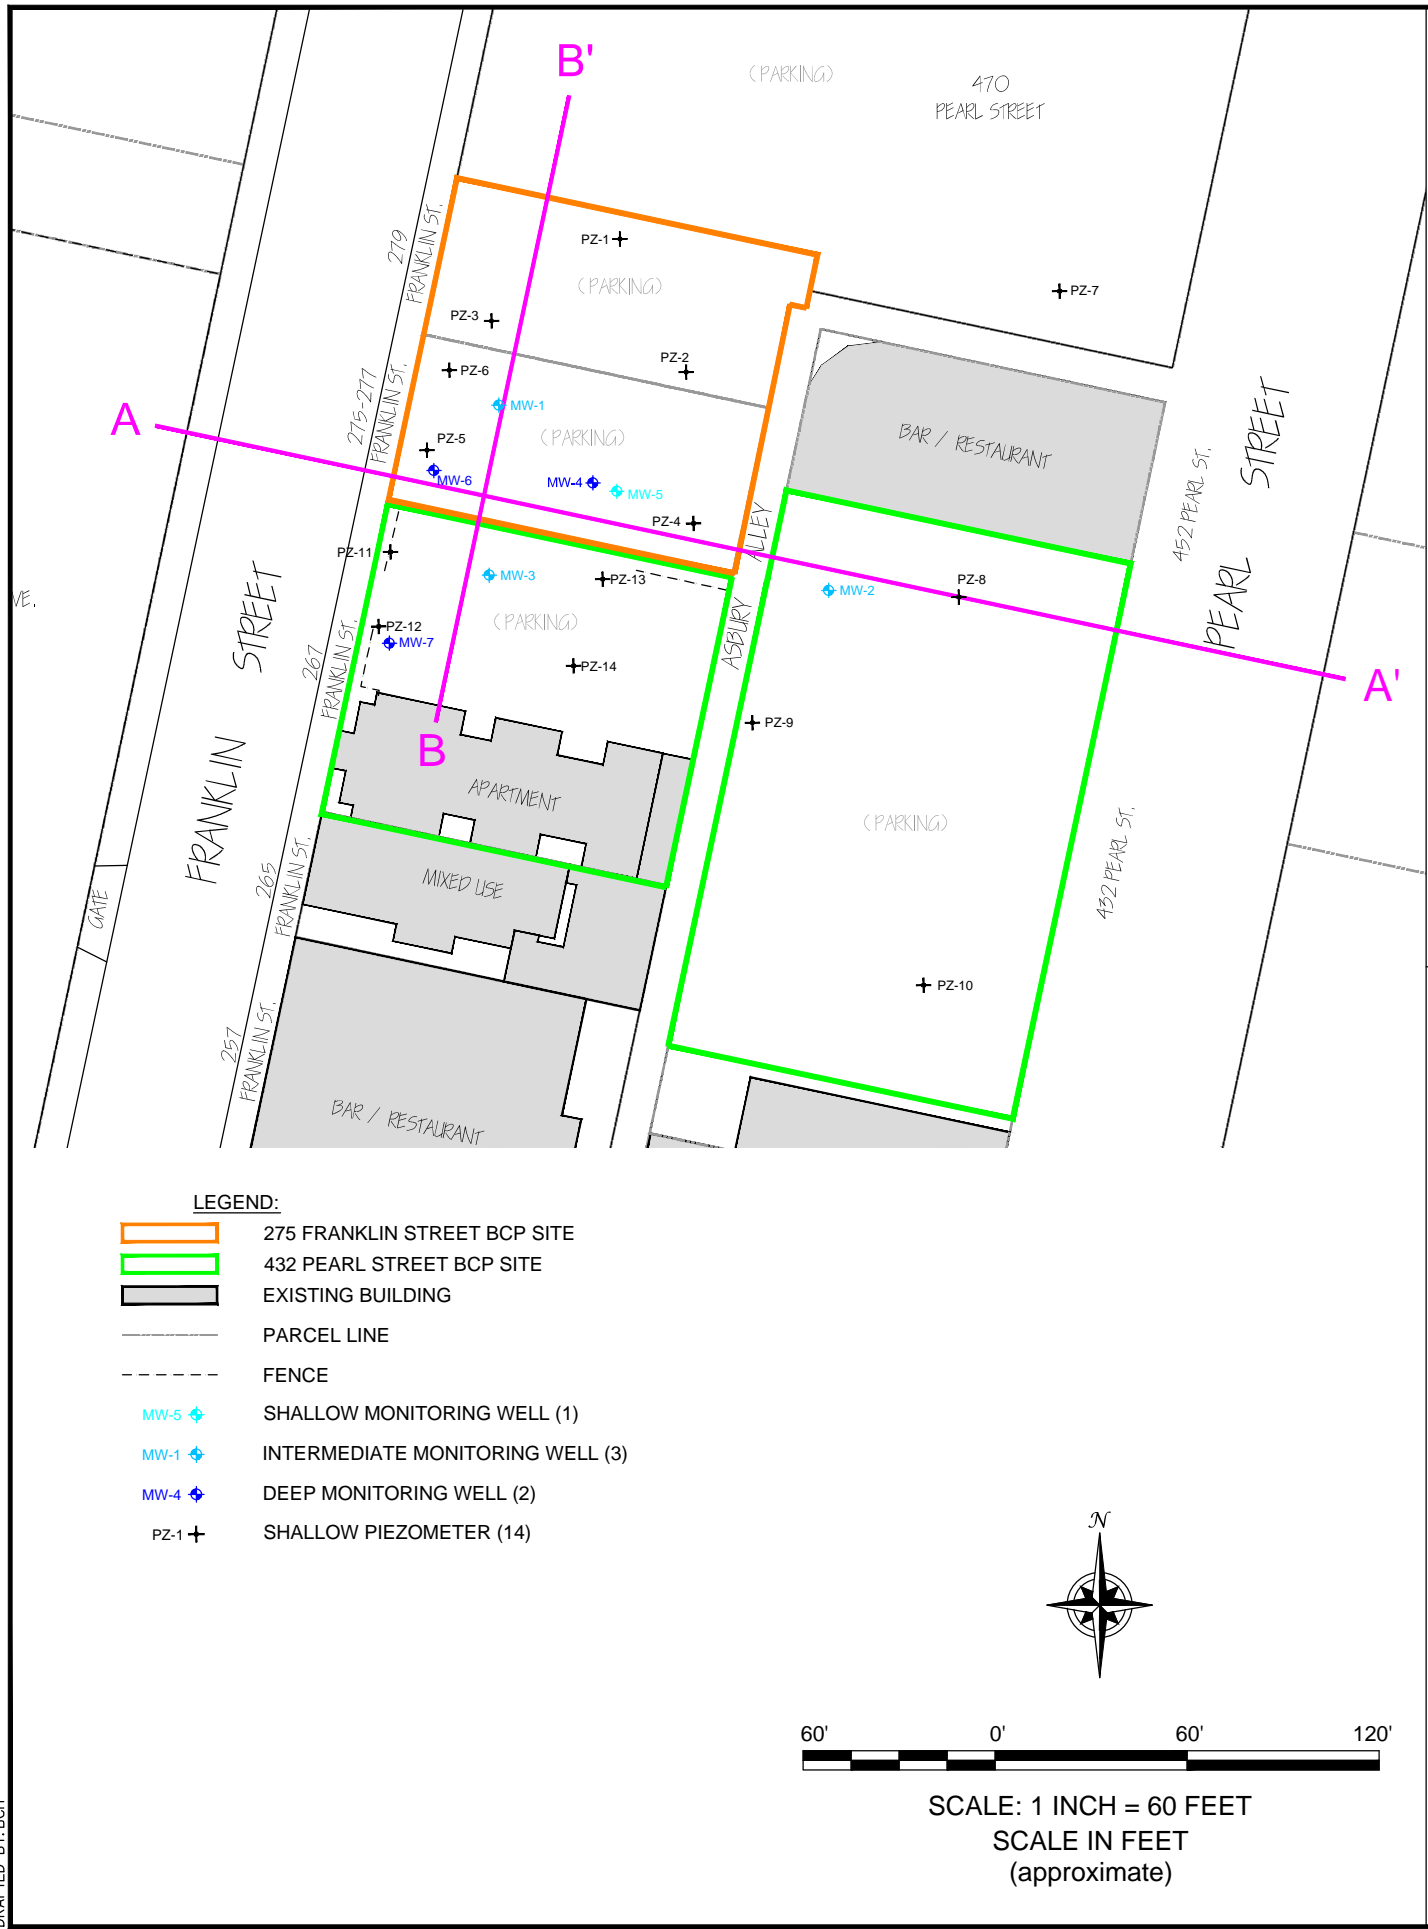 B'
(PARKING)
470
PEARL STREET
279
FRANKLIN ST.
PZ-1
(PARKING)
PZ-7
PZ-3
PZ-2
PZ-6
275-277
FRANKLIN ST.
MW-1
A
(PARKING)
PZ-5
BAR / RESTAURANT
MW-6
MW-4
MW-5
PZ-4
452 PEARL ST.
PEARL STREET
ASBURY ALLEY
PZ-11
MW-3
PZ-13
PZ-8
MW-2
VE.
(PARKING)
PZ-12
MW-7
267
FRANKLIN ST.
PZ-14
A'
PZ-9
B
FRANKLIN STREET
APARTMENT
(PARKING)
432 PEARL ST.
265
FRANKLIN ST.
MIXED USE
GATE
PZ-10
257
FRANKLIN ST.
BAR / RESTAURANT
LEGEND:
275 FRANKLIN STREET BCP SITE
432 PEARL STREET BCP SITE
EXISTING BUILDING
PARCEL LINE
FENCE
MW-5 SHALLOW MONITORING WELL (1)
MW-1 INTERMEDIATE MONITORING WELL (3)
MW-4 DEEP MONITORING WELL (2)
PZ-1 SHALLOW PIEZOMETER (14)
N
60' 0' 60' 120'
SCALE: 1 INCH = 60 FEET
SCALE IN FEET
(approximate)